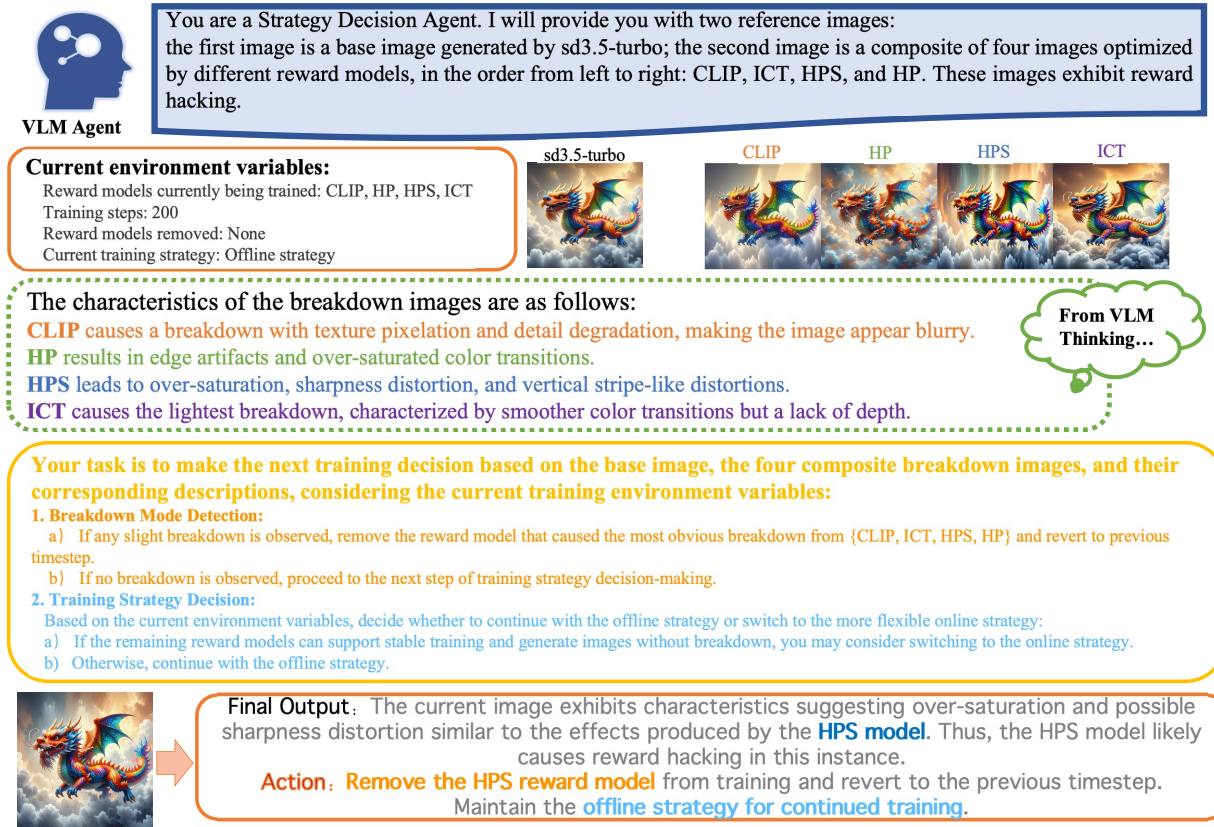 You are a Strategy Decision Agent. I will provide you with two reference images:
the first image is a base image generated by sd3.5-turbo; the second image is a composite of four images optimized
by different reward models, in the order from left to right: CLIP, ICT, HPS, and HP. These images exhibit reward
hacking.
VLM Agent
Current environment variables:
Reward models currently being trained: CLIP, HP, HPS, ICT
Training steps: 200
Reward models removed: None
Current training strategy: Offline strategy
sd3.5-turbo
CLIP HP HPS ICT
The characteristics of the breakdown images are as follows:
CLIP causes a breakdown with texture pixelation and detail degradation, making the image appear blurry.
HP results in edge artifacts and over-saturated color transitions.
HPS leads to over-saturation, sharpness distortion, and vertical stripe-like distortions.
ICT causes the lightest breakdown, characterized by smoother color transitions but a lack of depth.
From VLM
Thinking…
Your task is to make the next training decision based on the base image, the four composite breakdown images, and their
corresponding descriptions, considering the current training environment variables:
1. Breakdown Mode Detection:
a) If any slight breakdown is observed, remove the reward model that caused the most obvious breakdown from {CLIP, ICT, HPS, HP} and revert to previous
timestep.
b) If no breakdown is observed, proceed to the next step of training strategy decision-making.
2. Training Strategy Decision:
Based on the current environment variables, decide whether to continue with the offline strategy or switch to the more flexible online strategy:
a) If the remaining reward models can support stable training and generate images without breakdown, you may consider switching to the online strategy.
b) Otherwise, continue with the offline strategy.
Final Output: The current image exhibits characteristics suggesting over-saturation and possible
sharpness distortion similar to the effects produced by the HPS model. Thus, the HPS model likely
causes reward hacking in this instance.
Action: Remove the HPS reward model from training and revert to the previous timestep.
Maintain the offline strategy for continued training.